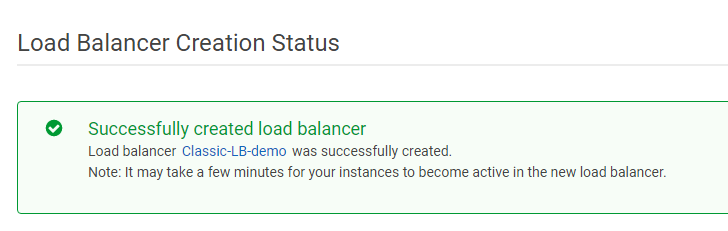 Load Balancer Creation Status
Successfully created load balancer
Load balancer Classic-LB-demo was successfully created.
Note: It may take a few minutes for your instances to become active in the new load balancer.